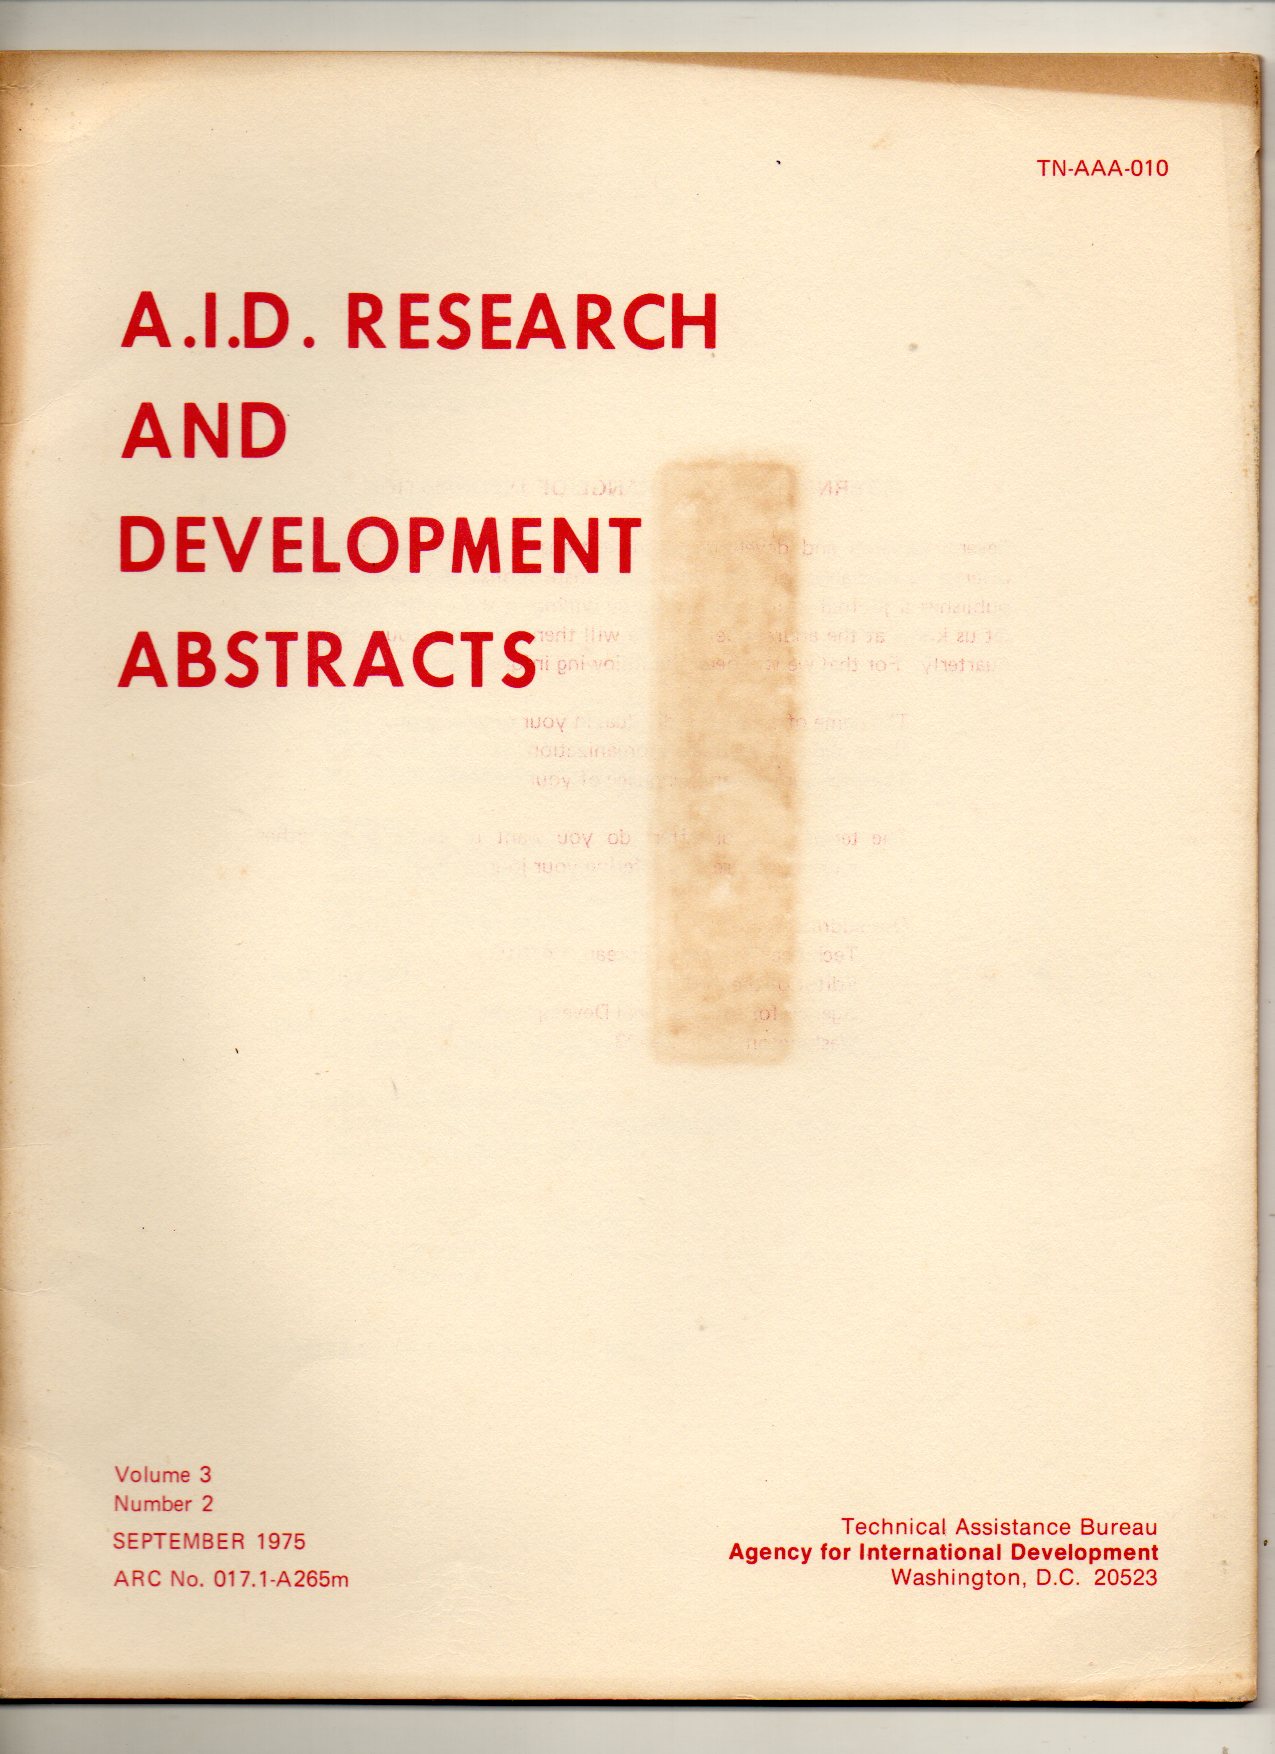 TN-AAA-010
A.I.D. RESEARCH
AND
DEVELOPMENT
ABSTRACTS
Volume 3
Number 2
SEPTEMBER 1975
ARC No. 017.1-A265m
Technical Assistance Bureau
Agency for International Development
Washington, D.C. 20523